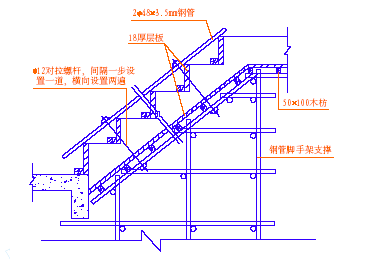 2φ48×3.5mm钢管
18厚层板
φ12对拉螺杆，间隔一步设
置一道，横向设置两遍
50×100木枋
钢管脚手架支撑